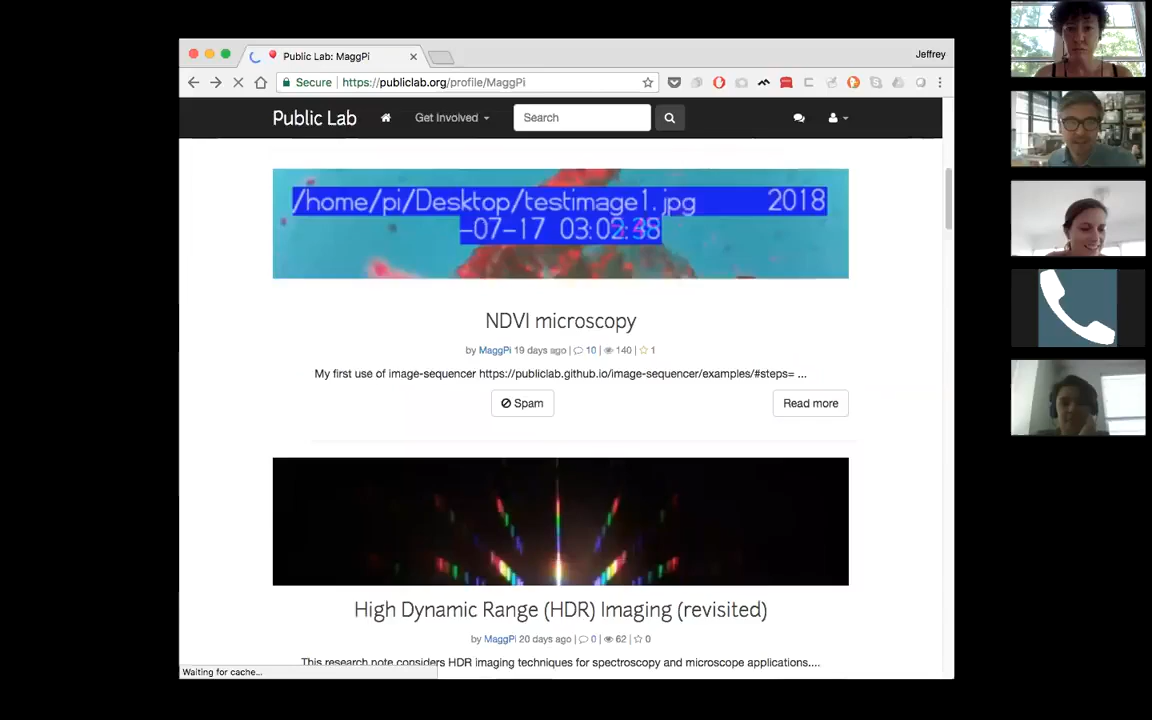 Public Lab: MaggPi
Jeffrey
Secure https://publiclab.org/profile/MaggPi
Public Lab Get Involved Search
/home/pi/Desktop/testimage1.jpg 2018
-07-17 03:02:38
NDVI microscopy
by MaggPi 19 days ago | 10 | 140 | 1
My first use of image-sequencer https://publiclab.github.io/image-sequencer/examples/#steps= ...
Spam Read more
High Dynamic Range (HDR) Imaging (revisited)
by MaggPi 20 days ago | 0 | 62 | 0
This research note considers HDR imaging techniques for spectroscopy and microscope applications....
Waiting for cache...